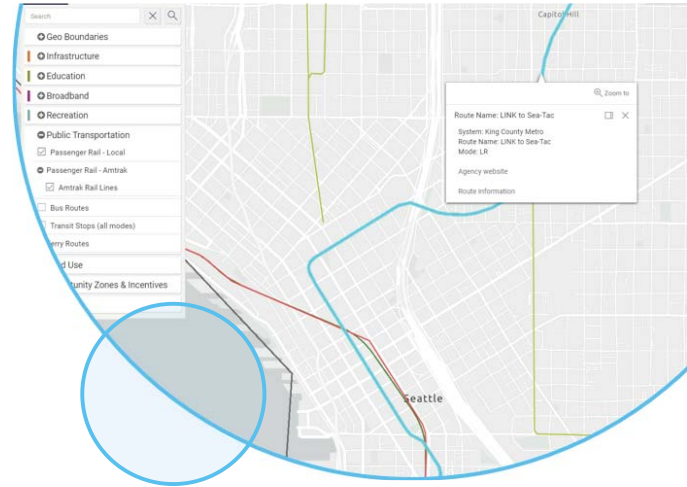 Search
Geo Boundaries
Infrastructure
Education
Broadband
Recreation
Public Transportation
Passenger Rail - Local
Passenger Rail - Amtrak
Amtrak Rail Lines
Bus Routes
Transit Stops (all modes)
Routes
Use
Zones & Incentives
Capitol Hill
Zoom to
Route Name: LINK to Sea-Tac
System: King County Metro
Route Name: LINK to Sea-Tac
Mode: LR
Agency website
Route Information
Seattle